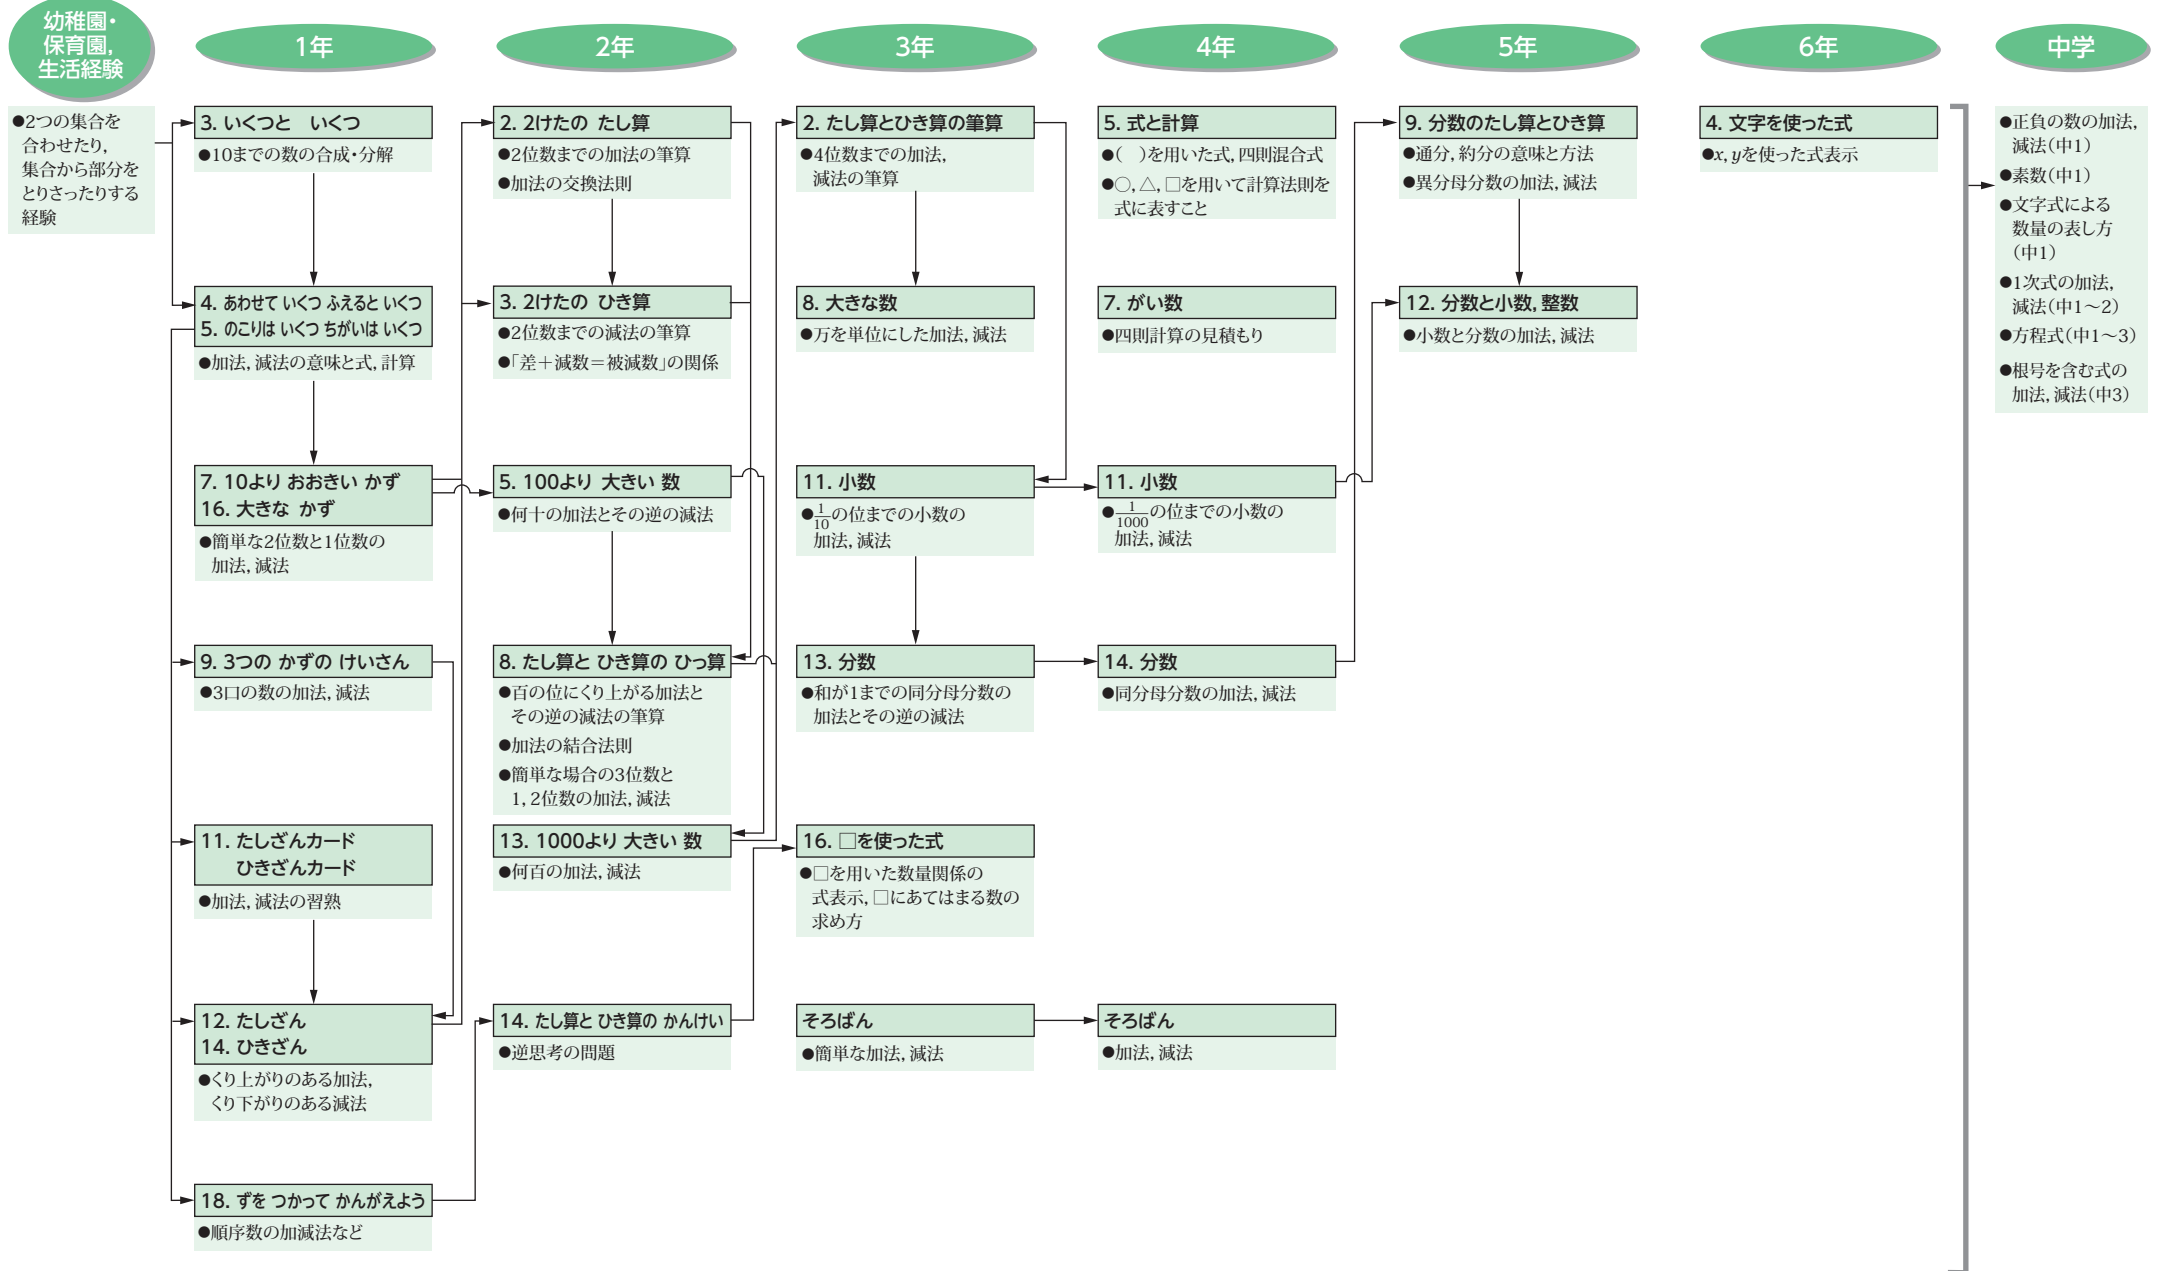 幼稚園・
保育園,
生活経験
●2つの集合を
合わせたり,
集合から部分を
とりさったりする
経験
1年
3. いくつと いくつ
●10までの数の合成・分解
4. あわせて いくつ ふえると いくつ
5. のこりは いくつ ちがいは いくつ
●加法, 減法の意味と式, 計算
7. 10より おおきい かず
16. 大きな かず
●簡単な2位数と1位数の
加法, 減法
9. 3つの かずの けいさん
●3口の数の加法, 減法
11. たしざんカード
ひきざんカード
●加法, 減法の習熟
12. たしざん
14. ひきざん
●くり上がりのある加法,
くり下がりのある減法
18. ずを つかって かんがえよう
●順序数の加減法など
2年
2. 2けたの たし算
●2位数までの加法の筆算
●加法の交換法則
3. 2けたの ひき算
●2位数までの減法の筆算
●「差＋減数＝被減数」の関係
5. 100より 大きい 数
●何十の加法とその逆の減法
8. たし算と ひき算の ひっ算
●百の位にくり上がる加法と
その逆の減法の筆算
●加法の結合法則
●簡単な場合の3位数と
1, 2位数の加法, 減法
13. 1000より 大きい 数
●何百の加法, 減法
14. たし算と ひき算の かんけい
●逆思考の問題
3年
2. たし算とひき算の筆算
●4位数までの加法,
減法の筆算
8. 大きな数
●万を単位にした加法, 減法
11. 小数
●1/10の位までの小数の
加法, 減法
13. 分数
●和が1までの同分母分数の
加法とその逆の減法
16. □を使った式
●□を用いた数量関係の
式表示, □にあてはまる数の
求め方
そろばん
●簡単な加法, 減法
4年
5. 式と計算
●( )を用いた式, 四則混合式
●○, △, □を用いて計算法則を
式に表すこと
7. がい数
●四則計算の見積もり
11. 小数
●1/1000の位までの小数の
加法, 減法
14. 分数
●同分母分数の加法, 減法
そろばん
●加法, 減法
5年
9. 分数のたし算とひき算
●通分, 約分の意味と方法
●異分母分数の加法, 減法
12. 分数と小数, 整数
●小数と分数の加法, 減法
6年
4. 文字を使った式
●x, yを使った式表示
中学
●正負の数の加法,
減法(中1)
●素数(中1)
●文字式による
数量の表し方
(中1)
●1次式の加法,
減法(中1～2)
●方程式(中1～3)
●根号を含む式の
加法, 減法(中3)